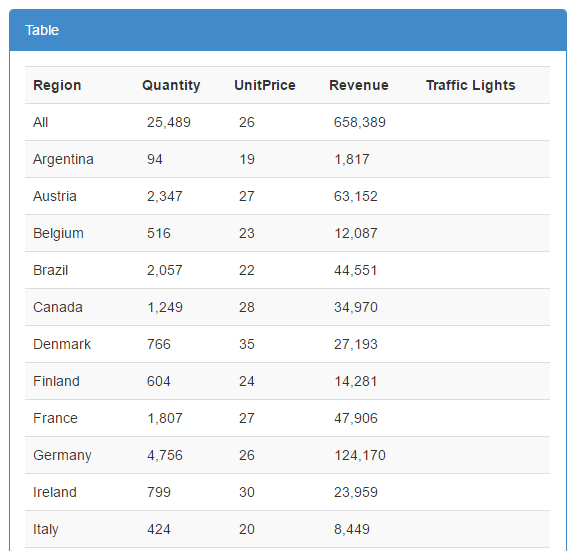 Table
Region Quantity UnitPrice Revenue Traffic Lights
All 25,489 26 658,389
Argentina 94 19 1,817
Austria 2,347 27 63,152
Belgium 516 23 12,087
Brazil 2,057 22 44,551
Canada 1,249 28 34,970
Denmark 766 35 27,193
Finland 604 24 14,281
France 1,807 27 47,906
Germany 4,756 26 124,170
Ireland 799 30 23,959
Italy 424 20 8,449